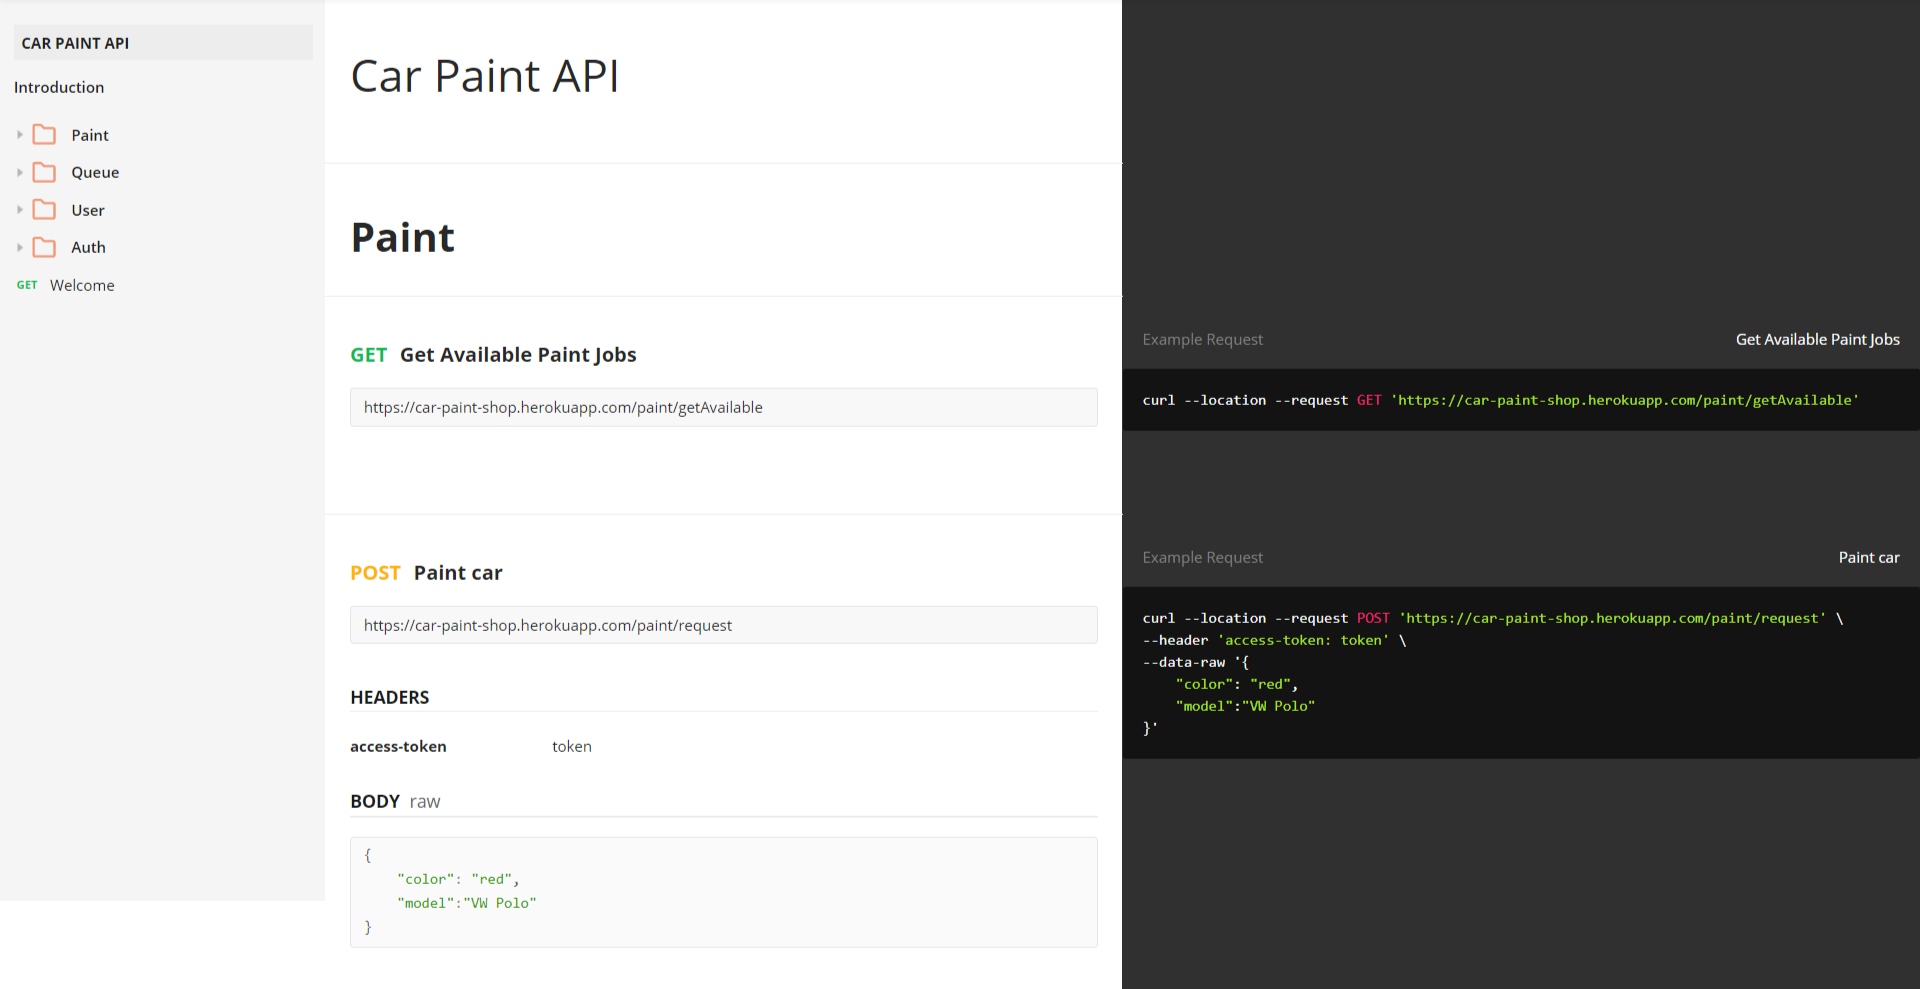 CAR PAINT API
Introduction
Paint
Queue
User
Auth
GET Welcome
Car Paint API
Paint
GET Get Available Paint Jobs
https://car-paint-shop.herokuapp.com/paint/getAvailable
Example Request Get Available Paint Jobs
curl --location --request GET 'https://car-paint-shop.herokuapp.com/paint/getAvailable'
POST Paint car
https://car-paint-shop.herokuapp.com/paint/request
HEADERS
access-token token
BODY raw
{
"color": "red",
"model":"VW Polo"
}
Example Request Paint car
curl --location --request POST 'https://car-paint-shop.herokuapp.com/paint/request' \
--header 'access-token: token' \
--data-raw '{
"color": "red",
"model":"VW Polo"
}'